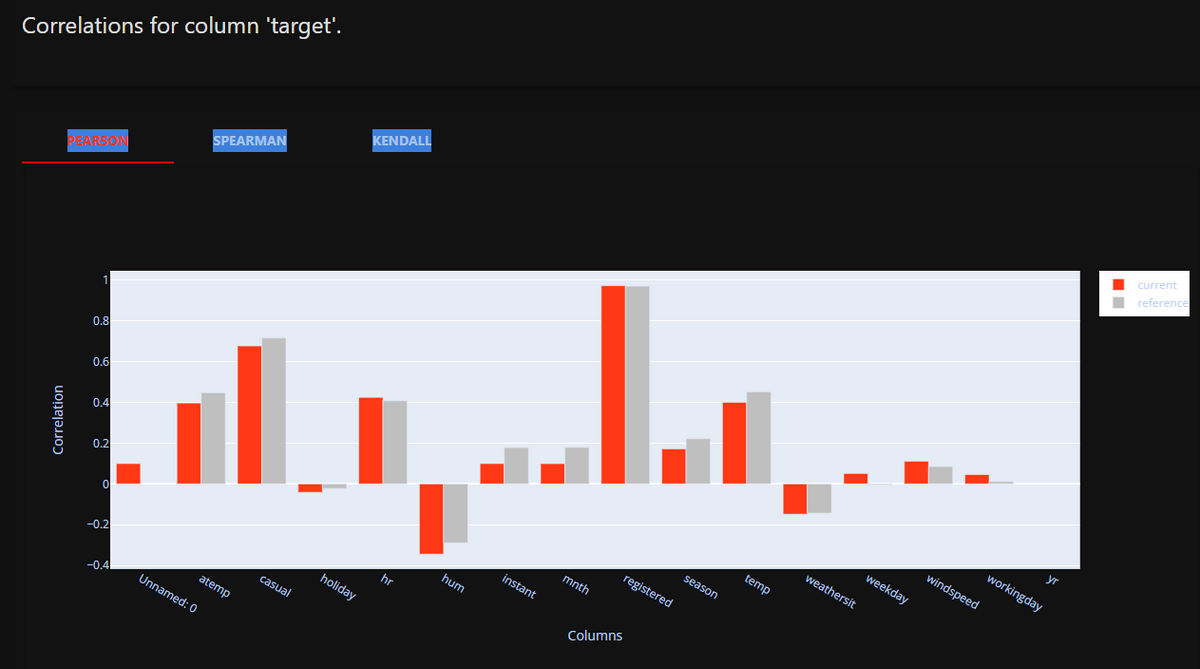 Correlations for column 'target'.
PEARSON SPEARMAN KENDALL
1
0.8
0.6
0.4
0.2
0
−0.2
−0.4
Correlation
current
reference
Unnamed: 0
atemp
casual
holiday
hr
hum
instant
mnth
registered
season
temp
weathersit
weekday
windspeed
workingday
yr
Columns